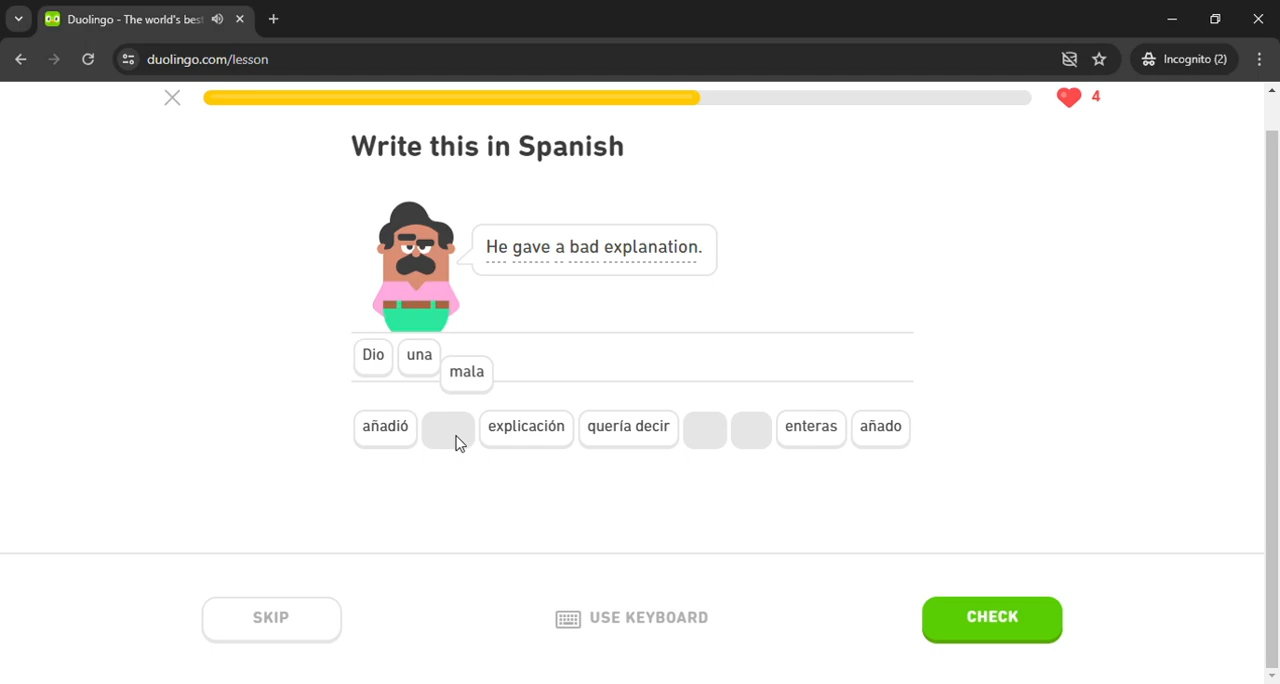 Duolingo - The world's bes
duolingo.com/lesson
Incognito (2)
4
Write this in Spanish
He gave a bad explanation.
Dio una mala
añadió explicación quería decir enteras añado
SKIP USE KEYBOARD CHECK